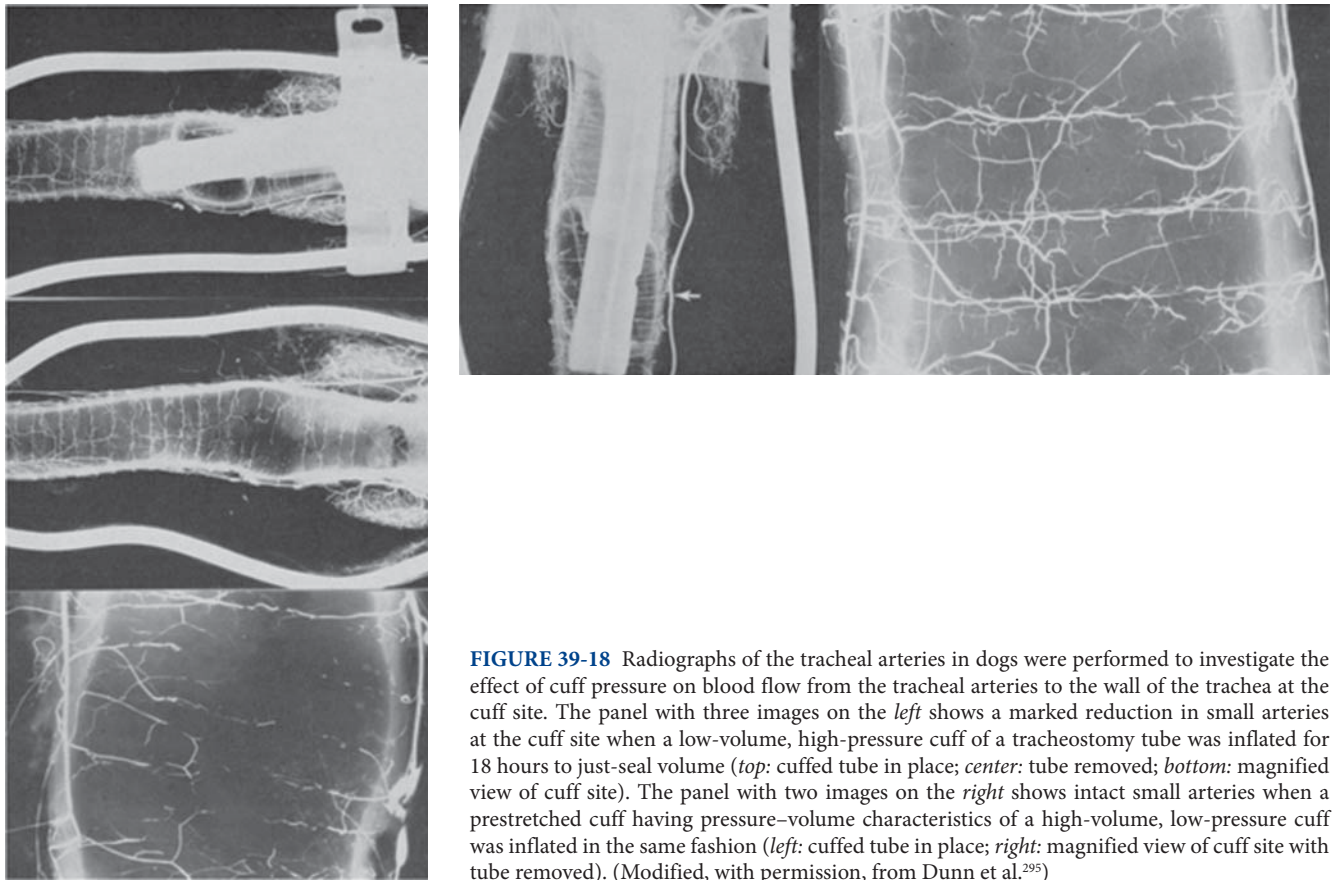 FIGURE 39-18 Radiographs of the tracheal arteries in dogs were performed to investigate the
effect of cuff pressure on blood flow from the tracheal arteries to the wall of the trachea at the
cuff site. The panel with three images on the left shows a marked reduction in small arteries
at the cuff site when a low-volume, high-pressure cuff of a tracheostomy tube was inflated for
18 hours to just-seal volume (top: cuffed tube in place; center: tube removed; bottom: magnified
view of cuff site). The panel with two images on the right shows intact small arteries when a
prestretched cuff having pressure–volume characteristics of a high-volume, low-pressure cuff
was inflated in the same fashion (left: cuffed tube in place; right: magnified view of cuff site with
tube removed). (Modified, with permission, from Dunn et al.²⁹⁵)